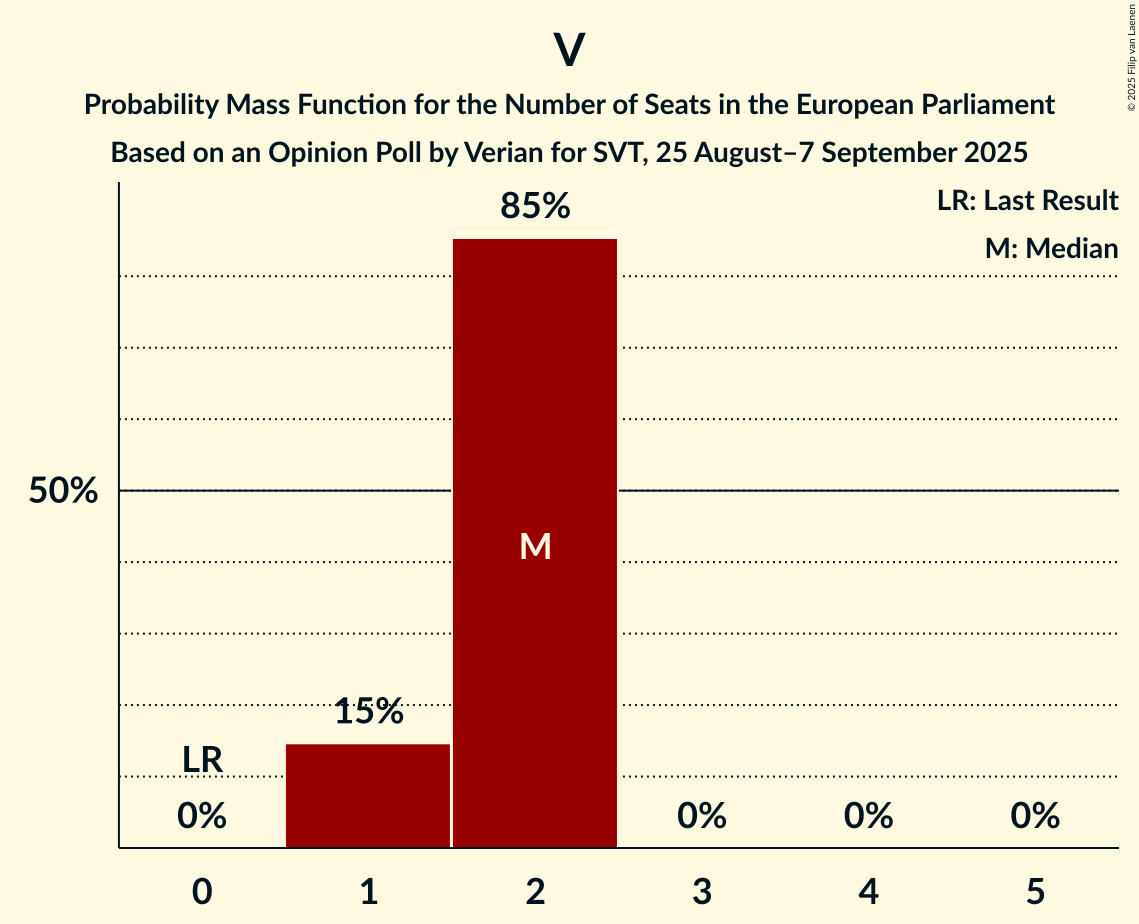 V
Probability Mass Function for the Number of Seats in the European Parliament
Based on an Opinion Poll by Verian for SVT, 25 August–7 September 2025
© 2025 Filip van Laenen
LR: Last Result
M: Median
85%
50%
M
15%
LR
0%
0%
0%
0%
0 1 2 3 4 5